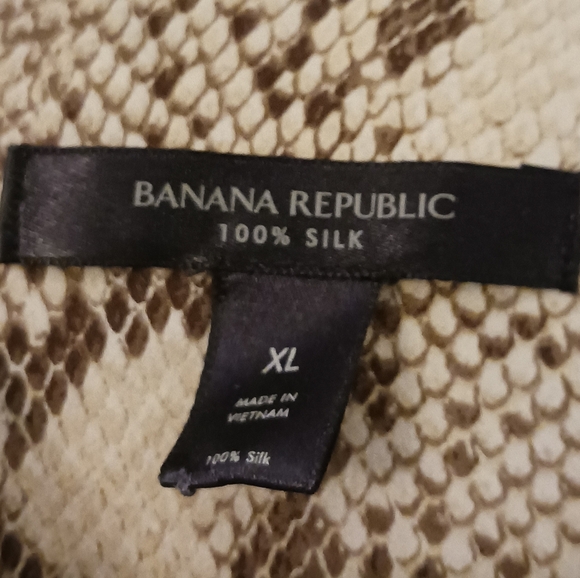 BANANA REPUBLIC
100% SILK
XL
MADE IN
VIETNAM
100% Silk